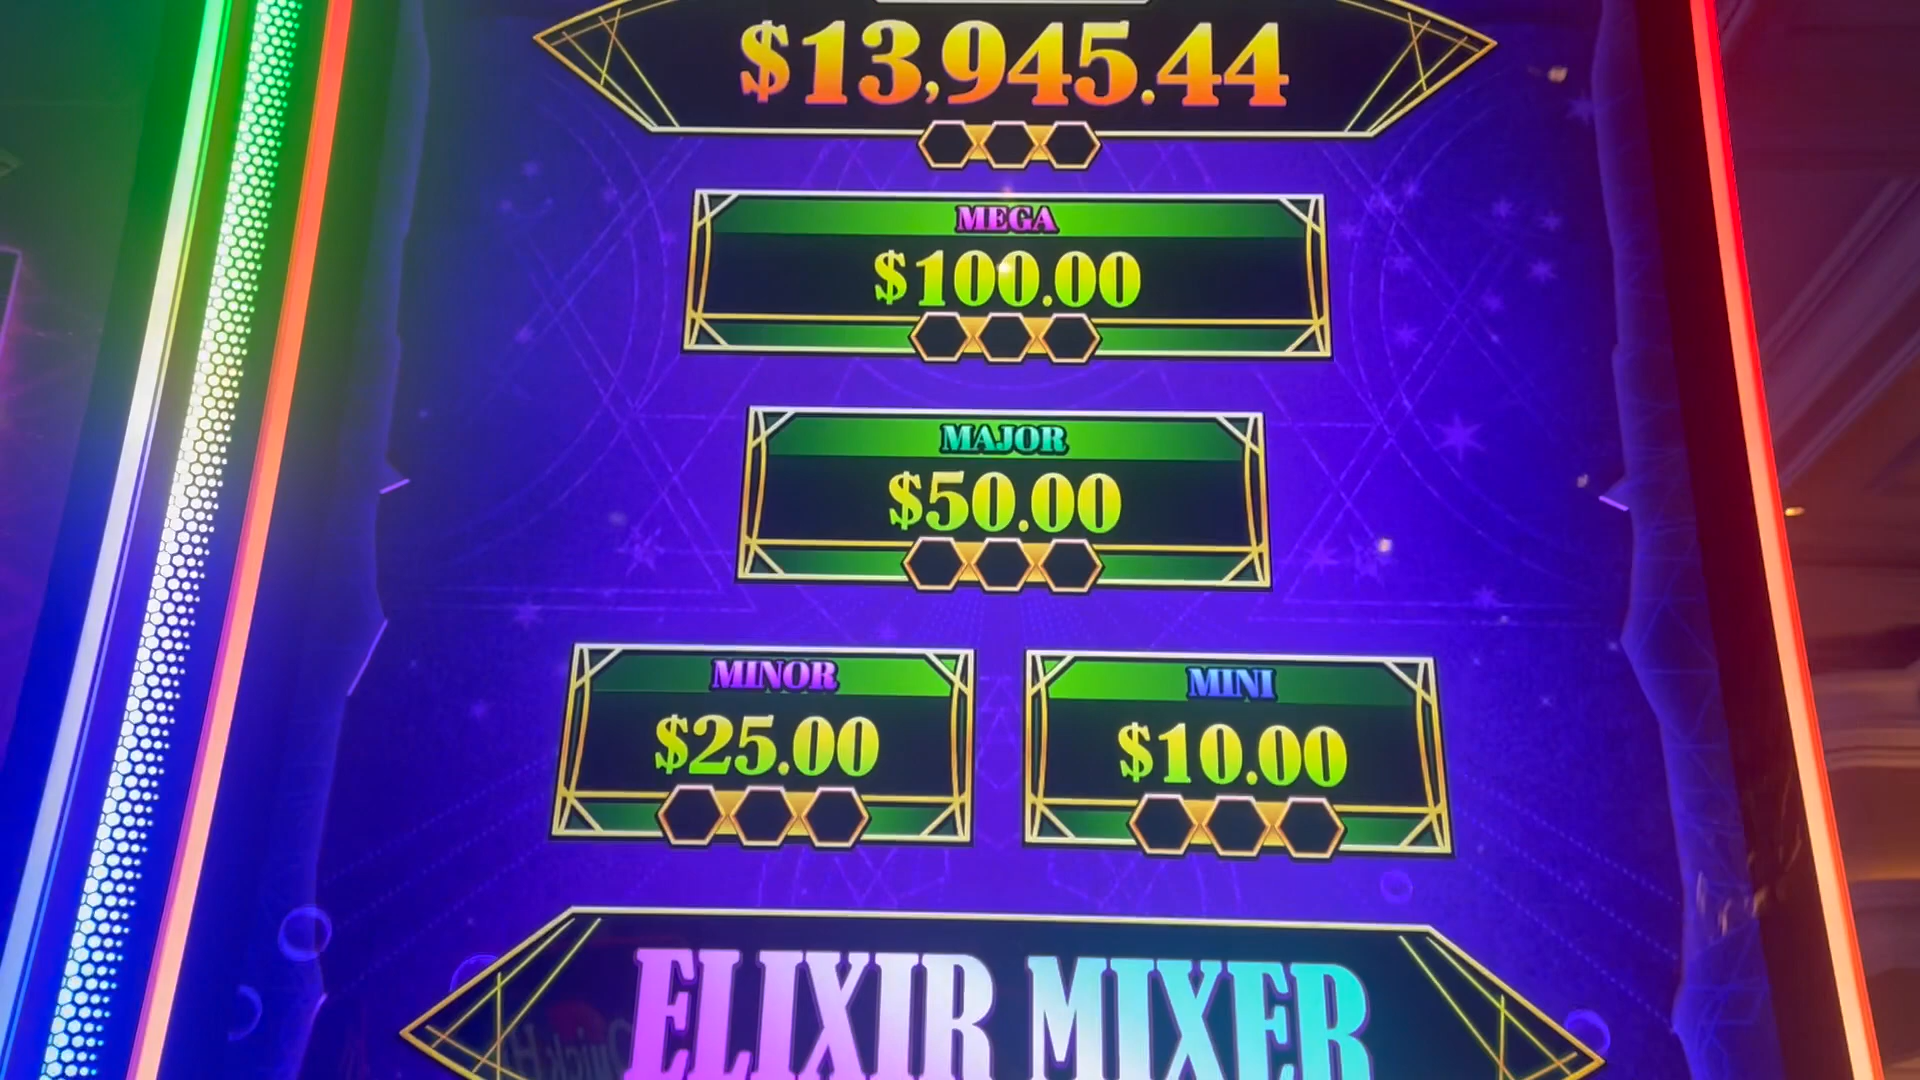 $13,945.44
MEGA
$100.00
MAJOR
$50.00
MINOR
$25.00
MINI
$10.00
ELIXIR MIXER